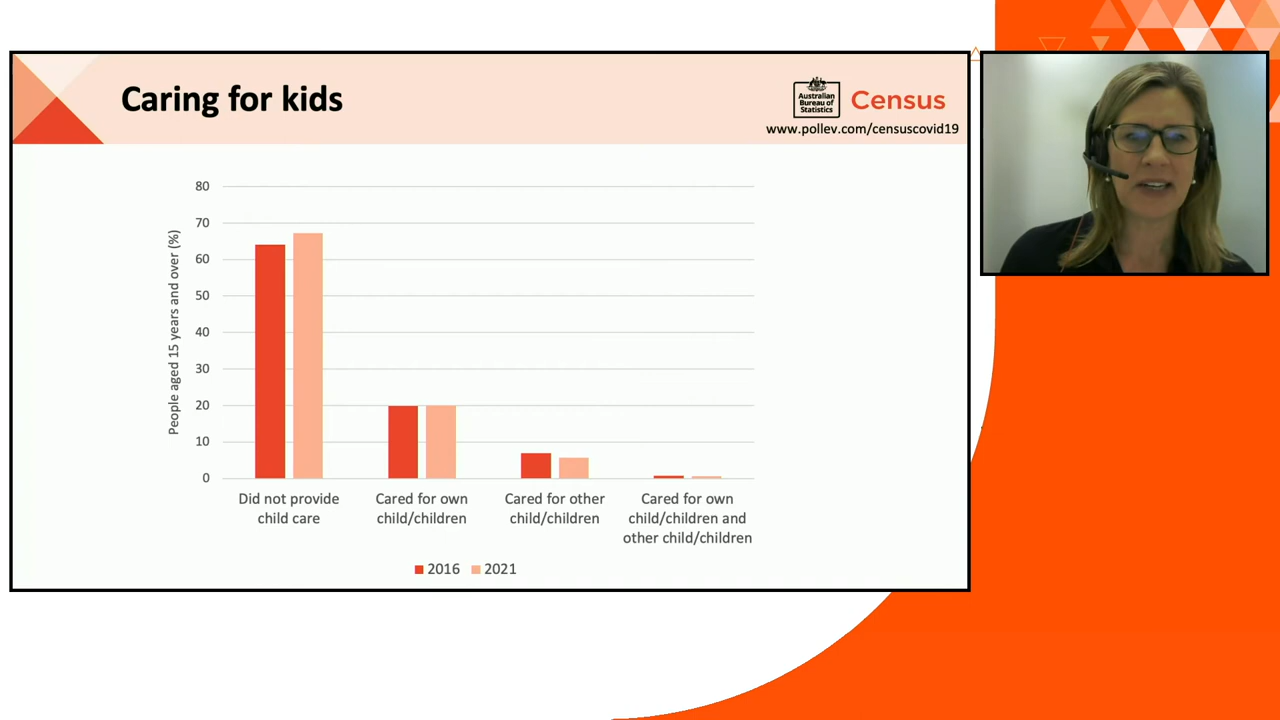 Caring for kids
Australian
Bureau of
Statistics
Census
www.pollev.com/censuscovid19
People aged 15 years and over (%)
80
70
60
50
40
30
20
10
0
Did not provide
child care
Cared for own
child/children
Cared for other
child/children
Cared for own
child/children and
other child/children
2016
2021